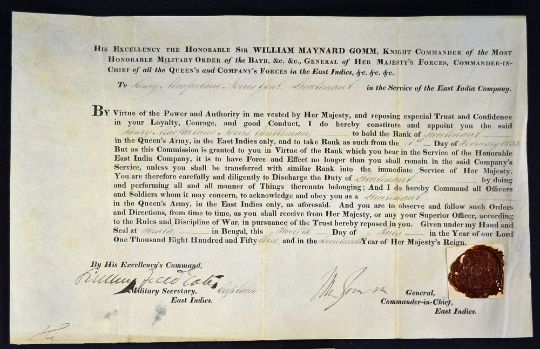 HIS EXCELLENCY THE HONORABLE SIR WILLIAM MAYNARD GOMM, KNIGHT COMMANDER OF THE MOST
HONORABLE MILITARY ORDER OF THE BATH, &c. &c., GENERAL OF HER MAJESTY'S FORCES, COMMANDER-IN-
CHIEF OF ALL THE QUEEN'S AND COMPANY'S FORCES IN THE EAST INDIES, &c. &c. &c.
To Henry Macfarlane Lieutenant in the Service of the East India Company.
BY Virtue of the Power and Authority in me vested by Her Majesty, and reposing especial Trust and Confidence
in your Loyalty, Courage, and good Conduct, I do hereby constitute and appoint you the said
Henry Macfarlane Gentleman to hold the Rank of Lieutenant
in the Queen's Army, in the East Indies only, and to take Rank as such from the Day of
But as this Commission is granted to you in Virtue of the Rank which you bear in the Service of the Honorable
East India Company, it is to have Force and Effect no longer than you shall remain in the said Company's
Service, unless you shall be transferred with similar Rank into the immediate Service of Her Majesty.
You are therefore carefully and diligently to Discharge the Duty of Lieutenant by doing
and performing all and all manner of Things thereunto belonging; And I do hereby Command all Officers
and Soldiers whom it may concern, to acknowledge and obey you as a Lieutenant
in the Queen's Army, in the East Indies only, as aforesaid. And you are to observe and follow such Orders
and Directions, from time to time, as you shall receive from Her Majesty, or any your Superior Officer, according
to the Rules and Discipline of War, in pursuance of the Trust hereby reposed in you. Given under my Hand and
Seal at Simla in Bengal, this Day of in the Year of our Lord
One Thousand Eight Hundred and Fifty three and in the Year of Her Majesty's Reign.
By His Excellency's Command.
Captain
Military Secretary,
East Indies.
General,
Commander-in-Chief,
East Indies.